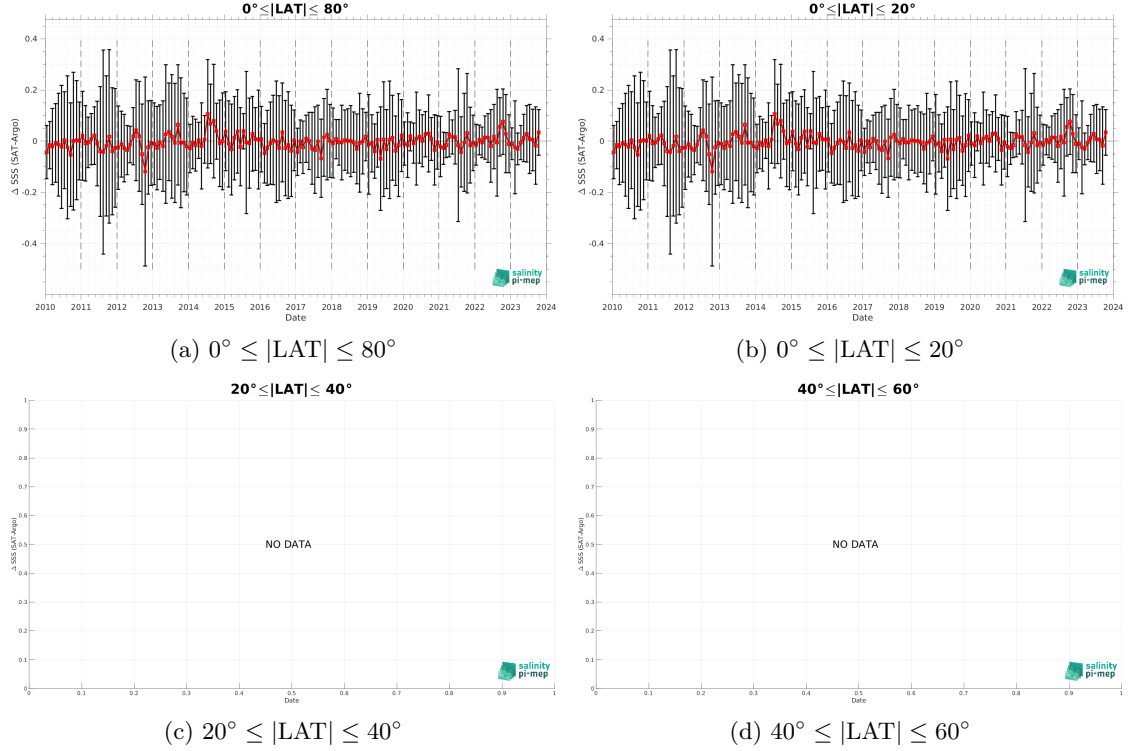 0°≤|LAT|≤ 80°
Δ SSS (SAT-Argo)
0.4
0.2
0
-0.2
-0.4
2010 2011 2012 2013 2014 2015 2016 2017 2018 2019 2020 2021 2022 2023 2024
Date
salinity
pi-mep
(a) 0° ≤ |LAT| ≤ 80°
0°≤|LAT|≤ 20°
Δ SSS (SAT-Argo)
0.4
0.2
0
-0.2
-0.4
2010 2011 2012 2013 2014 2015 2016 2017 2018 2019 2020 2021 2022 2023 2024
Date
salinity
pi-mep
(b) 0° ≤ |LAT| ≤ 20°
20°≤|LAT|≤ 40°
Δ SSS (SAT-Argo)
1
0.9
0.8
0.7
0.6
0.5
0.4
0.3
0.2
0.1
0
NO DATA
0 0.1 0.2 0.3 0.4 0.5 0.6 0.7 0.8 0.9 1
Date
salinity
pi-mep
(c) 20° ≤ |LAT| ≤ 40°
40°≤|LAT|≤ 60°
Δ SSS (SAT-Argo)
1
0.9
0.8
0.7
0.6
0.5
0.4
0.3
0.2
0.1
0
NO DATA
0 0.1 0.2 0.3 0.4 0.5 0.6 0.7 0.8 0.9 1
Date
salinity
pi-mep
(d) 40° ≤ |LAT| ≤ 60°